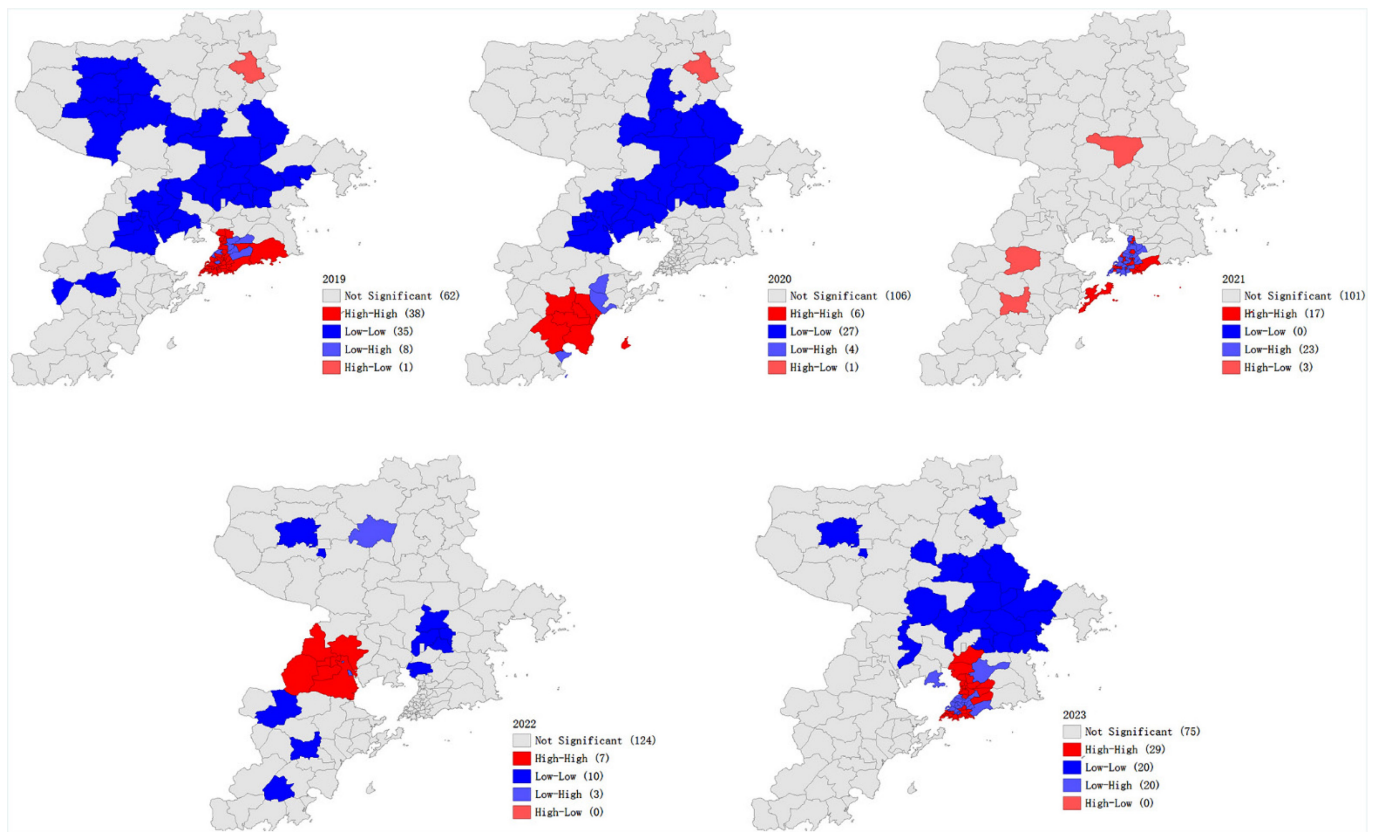 2019
Not Significant (62)
High-High (38)
Low-Low (35)
Low-High (8)
High-Low (1)
2020
Not Significant (106)
High-High (6)
Low-Low (27)
Low-High (4)
High-Low (1)
2021
Not Significant (101)
High-High (17)
Low-Low (0)
Low-High (23)
High-Low (3)
2022
Not Significant (124)
High-High (7)
Low-Low (10)
Low-High (3)
High-Low (0)
2023
Not Significant (75)
High-High (29)
Low-Low (20)
Low-High (20)
High-Low (0)